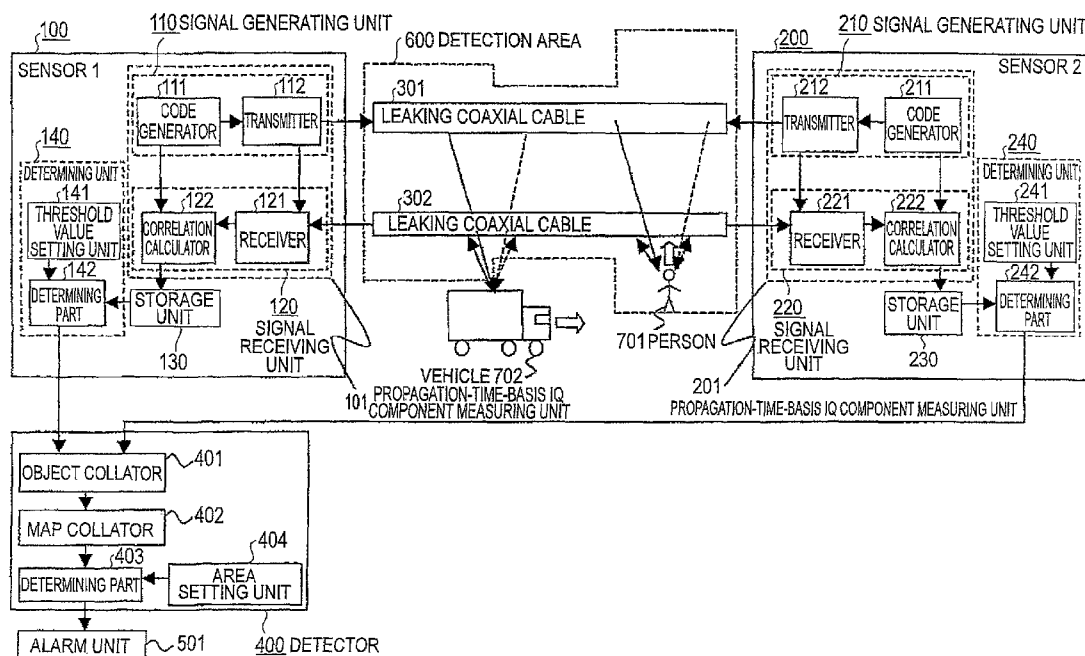 100
SENSOR 1
110 SIGNAL GENERATING UNIT
111
CODE
GENERATOR
112
TRANSMITTER
140
DETERMINING UNIT
141
THRESHOLD
VALUE
SETTING UNIT
142
DETERMINING
PART
122
CORRELATION
CALCULATOR
121
RECEIVER
120
SIGNAL
RECEIVING
UNIT
STORAGE
UNIT
130
101
PROPAGATION-TIME-BASIS IQ
COMPONENT MEASURING UNIT
600 DETECTION AREA
301
LEAKING COAXIAL CABLE
302
LEAKING COAXIAL CABLE
VEHICLE 702
701 PERSON
200
SENSOR 2
210 SIGNAL GENERATING UNIT
212
TRANSMITTER
211
CODE
GENERATOR
240
DETERMINING UNIT
241
THRESHOLD
VALUE
SETTING UNIT
242
DETERMINING
PART
221
RECEIVER
222
CORRELATION
CALCULATOR
220
SIGNAL
RECEIVING
UNIT
STORAGE
UNIT
230
201
PROPAGATION-TIME-BASIS IQ COMPONENT MEASURING UNIT
OBJECT COLLATOR
401
MAP COLLATOR
402
403
DETERMINING PART
404
AREA
SETTING UNIT
400 DETECTOR
ALARM UNIT
501